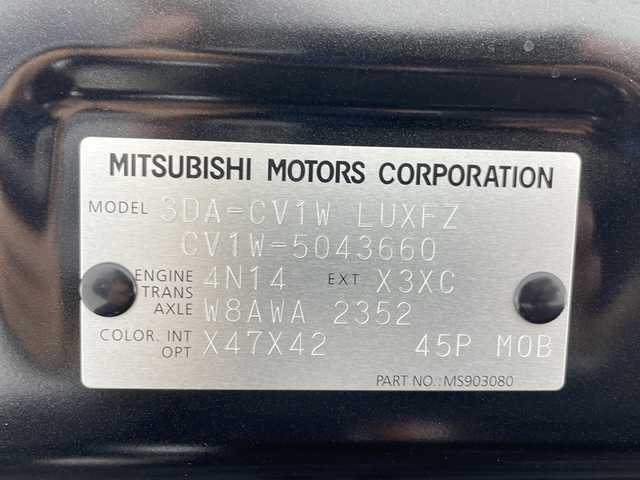 MITSUBISHI MOTORS CORPORATION
MODEL 3DA-CV1W LUXFZ
CV1W-5043660
ENGINE 4N14 EXT X3XC
TRANS
AXLE W8AWA 2352
COLOR. INT X47X42 45P M0B
OPT
PART NO.:MS903080